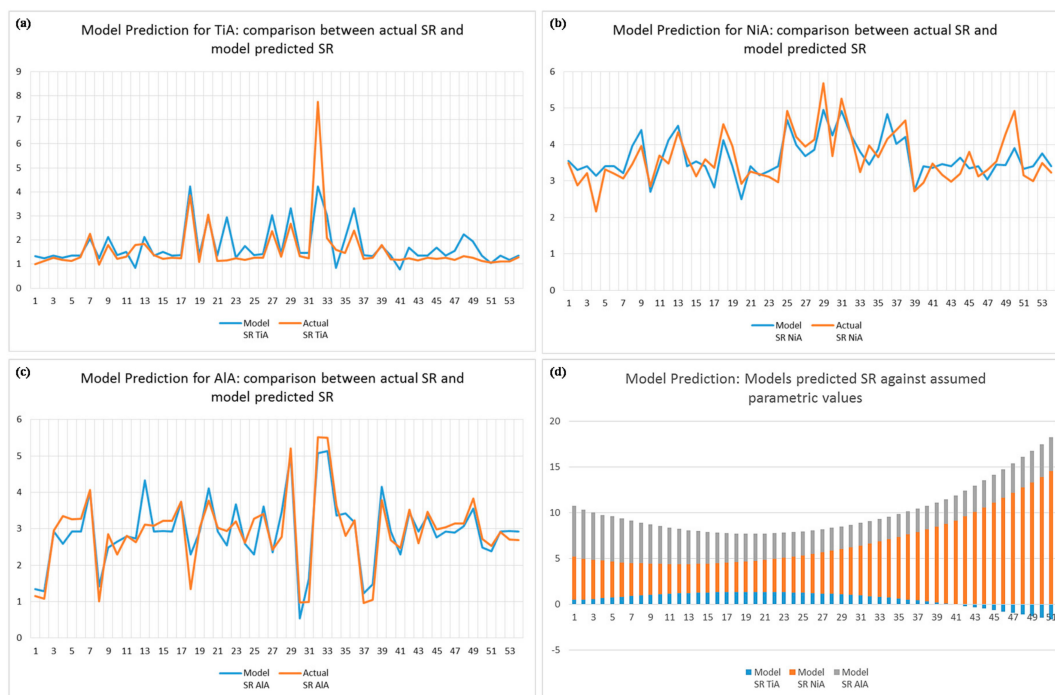 (a)
Model Prediction for TiA: comparison between actual SR and
model predicted SR
9
8
7
6
5
4
3
2
1
0
1 3 5 7 9 11 13 15 17 19 21 23 25 27 29 31 33 35 37 39 41 43 45 47 49 51 53
Model Actual
SR TiA SR TiA
(b)
Model Prediction for NiA: comparison between actual SR and
model predicted SR
6
5
4
3
2
1
0
1 3 5 7 9 11 13 15 17 19 21 23 25 27 29 31 33 35 37 39 41 43 45 47 49 51 53
Model Actual
SR NiA SR NiA
(c)
Model Prediction for AlA: comparison between actual SR and
model predicted SR
6
5
4
3
2
1
0
1 3 5 7 9 11 13 15 17 19 21 23 25 27 29 31 33 35 37 39 41 43 45 47 49 51 53
Model Actual
SR AlA SR AlA
(d)
Model Prediction: Models predicted SR against assumed
parametric values
20
15
10
5
0
-5
1 3 5 7 9 11 13 15 17 19 21 23 25 27 29 31 33 35 37 39 41 43 45 47 49 51
Model Model Model
SR TiA SR NiA SR AlA